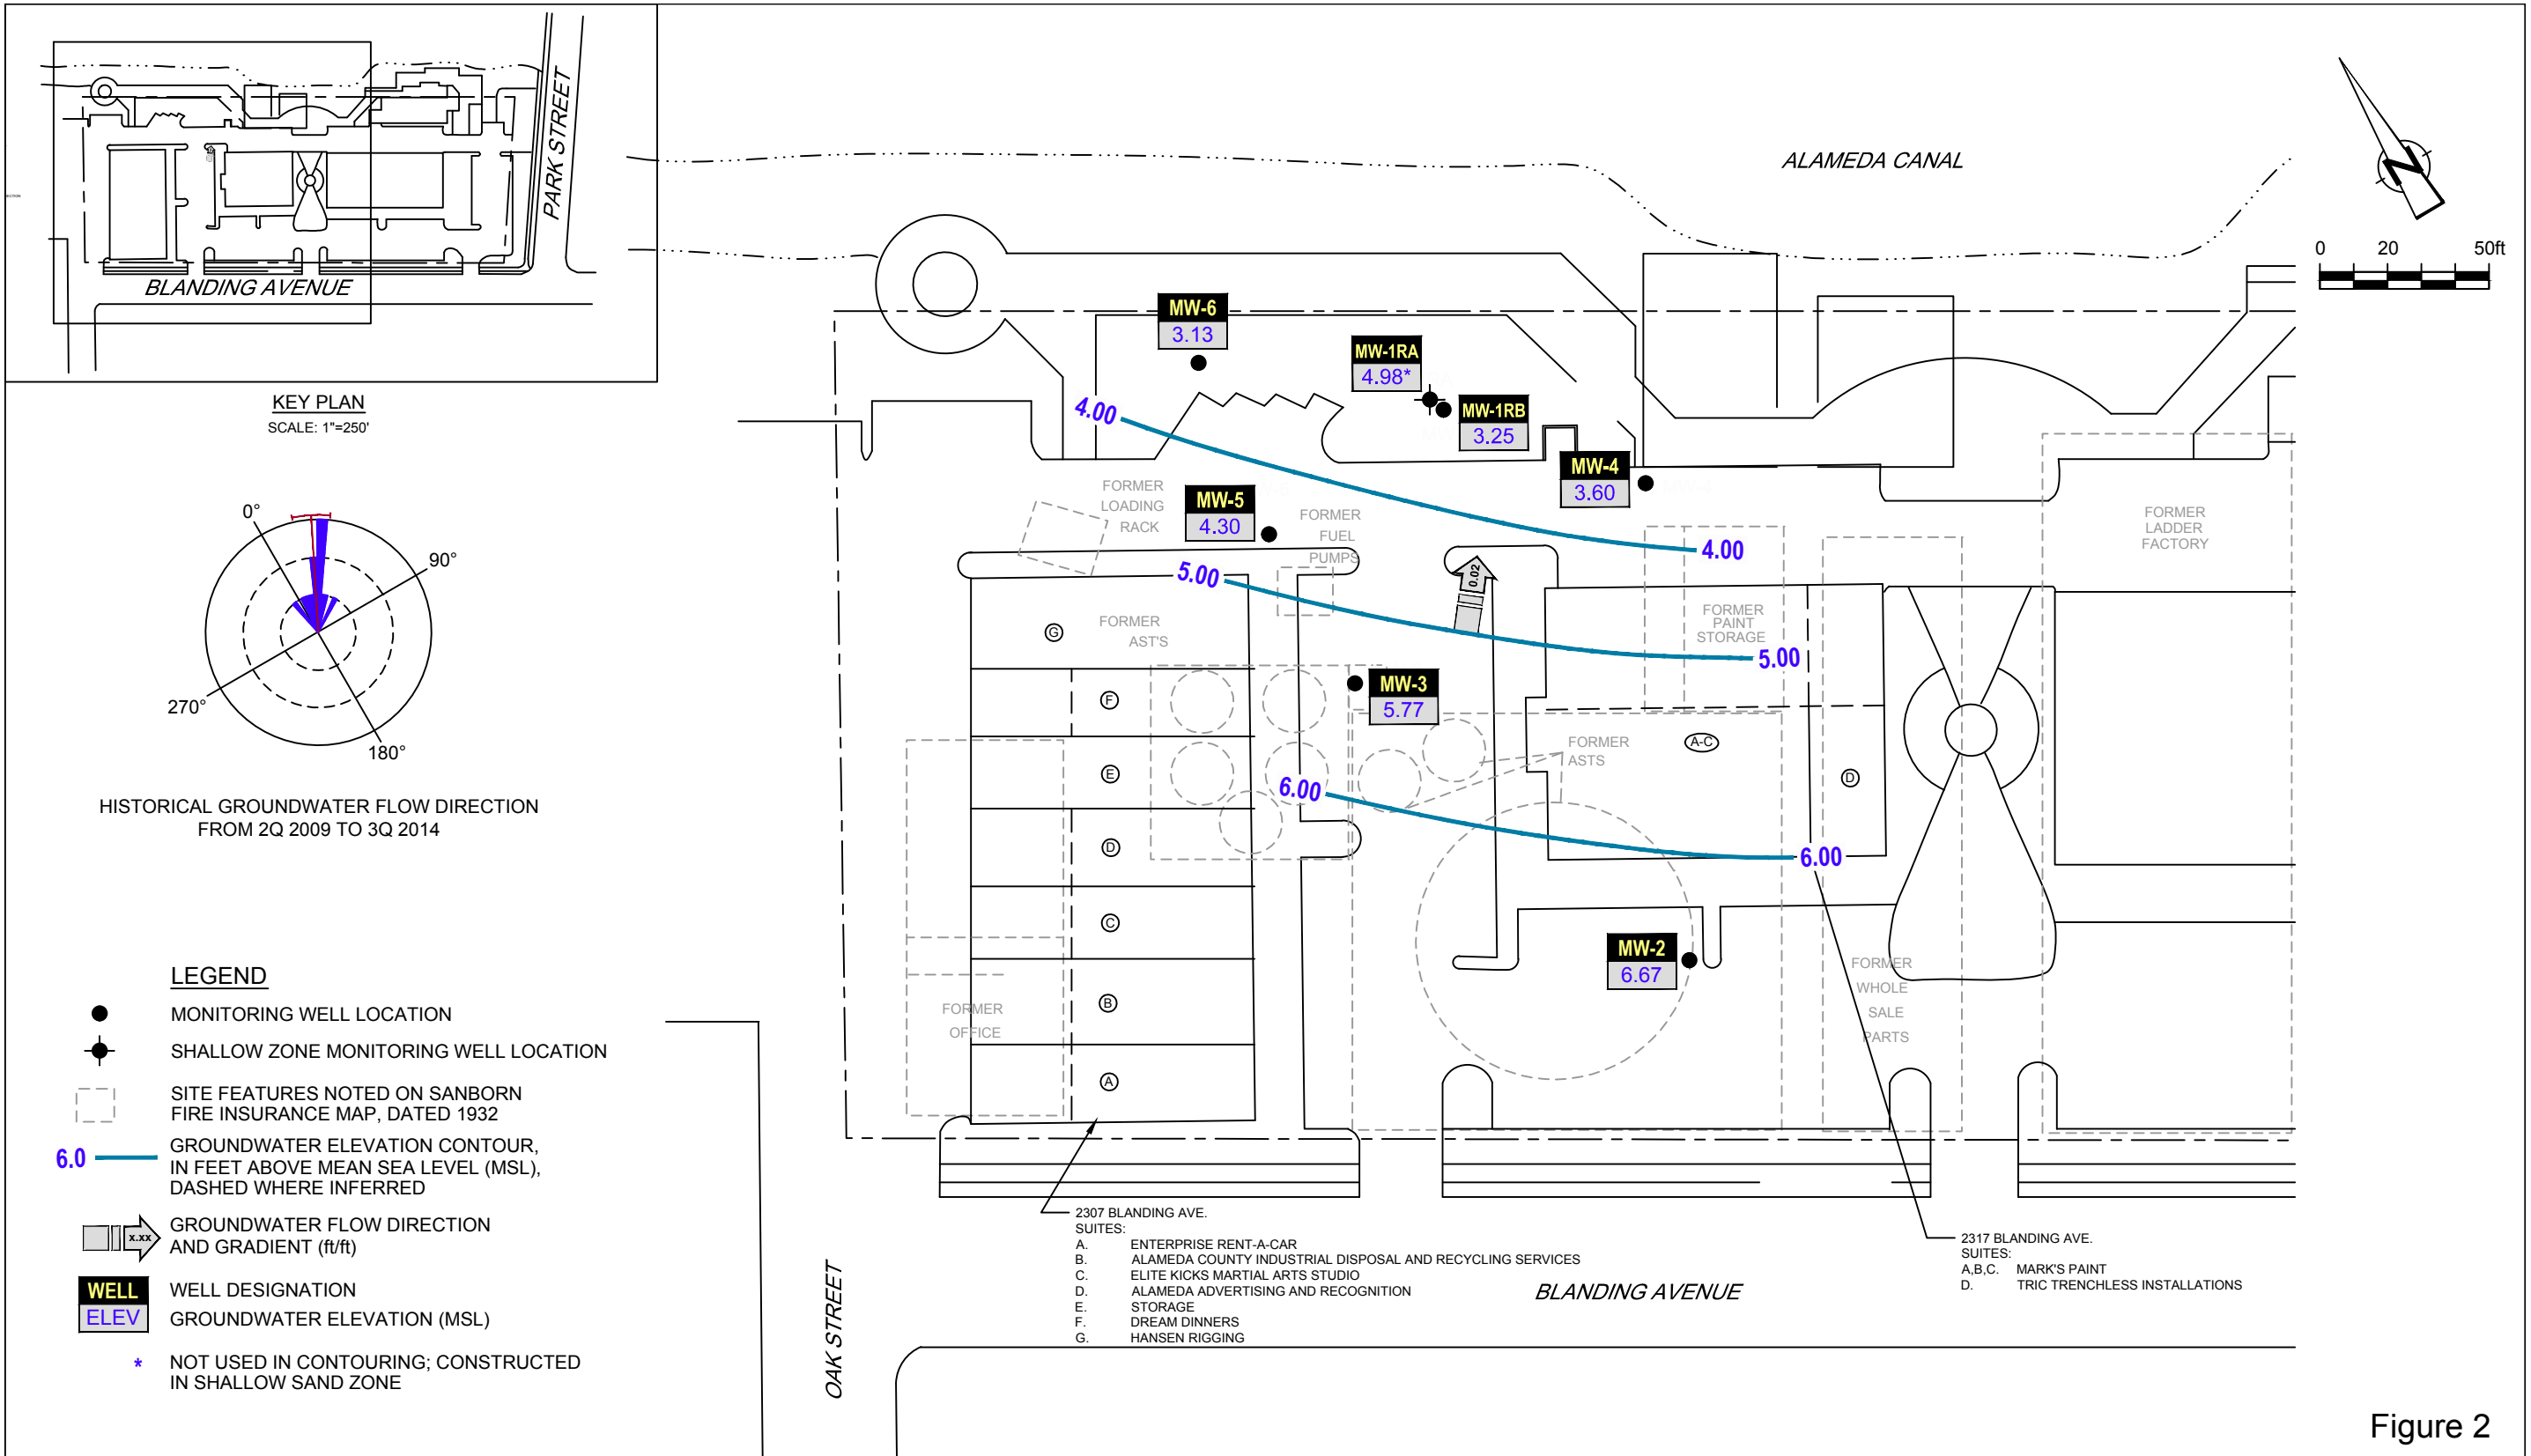 PARK STREET
BLANDING AVENUE
KEY PLAN
SCALE: 1"=250'
0°
90°
270°
180°
HISTORICAL GROUNDWATER FLOW DIRECTION
FROM 2Q 2009 TO 3Q 2014
LEGEND
MONITORING WELL LOCATION
SHALLOW ZONE MONITORING WELL LOCATION
SITE FEATURES NOTED ON SANBORN
FIRE INSURANCE MAP, DATED 1932
6.0
GROUNDWATER ELEVATION CONTOUR,
IN FEET ABOVE MEAN SEA LEVEL (MSL),
DASHED WHERE INFERRED
x.xx
GROUNDWATER FLOW DIRECTION
AND GRADIENT (ft/ft)
WELL
WELL DESIGNATION
ELEV
GROUNDWATER ELEVATION (MSL)
*
NOT USED IN CONTOURING; CONSTRUCTED
IN SHALLOW SAND ZONE
ALAMEDA CANAL
N
0 20 50ft
MW-6
3.13
MW-1RA
4.98*
MW-1RB
3.25
4.00
MW-4
3.60
MW-5
4.30
FORMER
LOADING
RACK
FORMER
FUEL
PUMPS
4.00
FORMER
LADDER
FACTORY
5.00
0.02
FORMER
AST'S
FORMER
PAINT
STORAGE
5.00
G
F
E
D
C
B
A
MW-3
5.77
FORMER
ASTS
A-C
D
6.00
6.00
MW-2
6.67
FORMER
OFFICE
FORMER
WHOLE
SALE
PARTS
2307 BLANDING AVE.
SUITES:
A. ENTERPRISE RENT-A-CAR
B. ALAMEDA COUNTY INDUSTRIAL DISPOSAL AND RECYCLING SERVICES
C. ELITE KICKS MARTIAL ARTS STUDIO
D. ALAMEDA ADVERTISING AND RECOGNITION
E. STORAGE
F. DREAM DINNERS
G. HANSEN RIGGING
2317 BLANDING AVE.
SUITES:
A,B,C. MARK'S PAINT
D. TRIC TRENCHLESS INSTALLATIONS
BLANDING AVENUE
OAK STREET
Figure 2